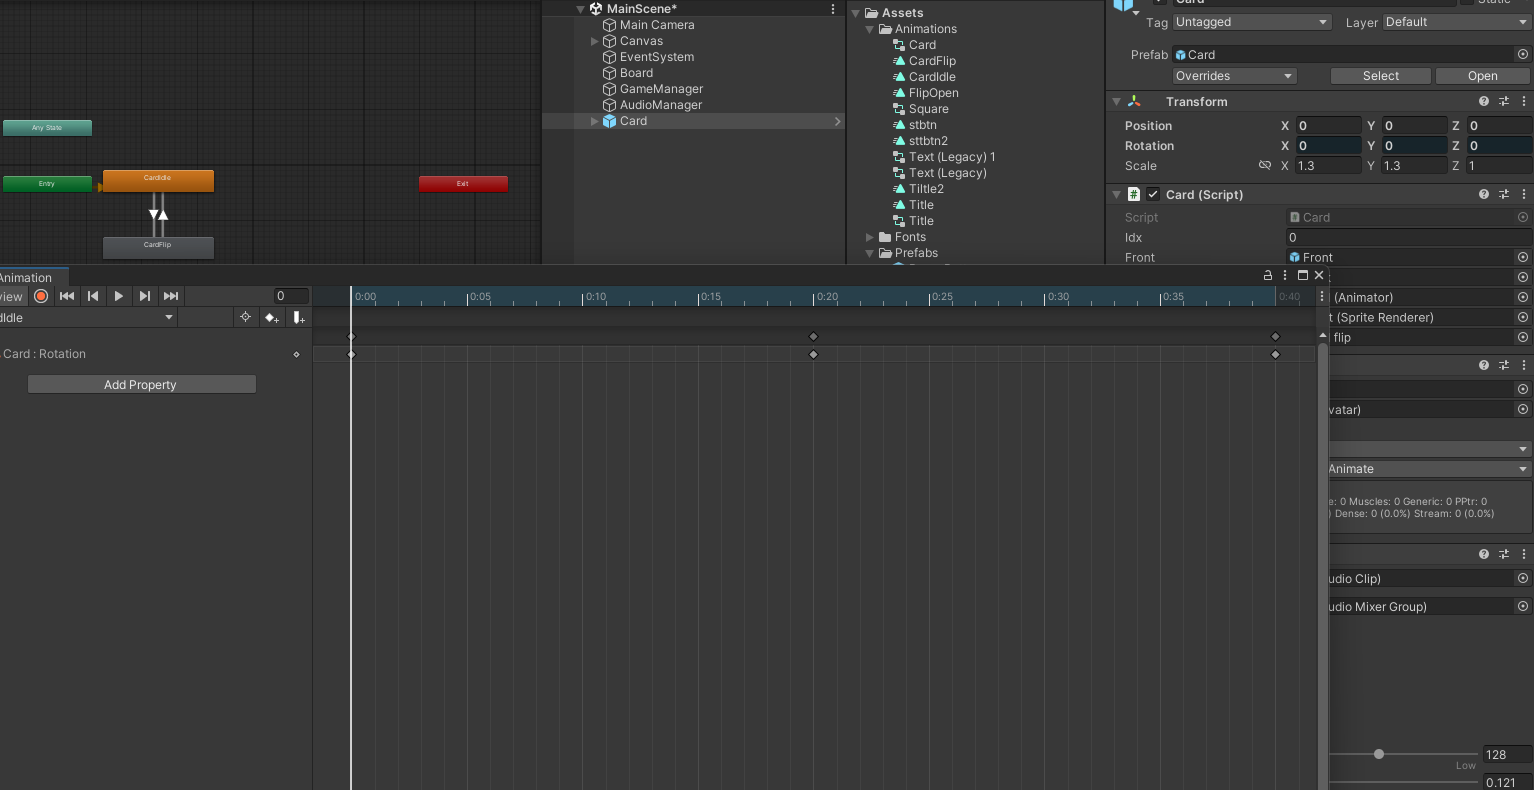 Any State
Entry
CardIdle
Exit
CardFlip
MainScene*
Main Camera
Canvas
EventSystem
Board
GameManager
AudioManager
Card
Assets
Animations
Card
CardFlip
CardIdle
FlipOpen
Square
stbtn
sttbtn2
Text (Legacy) 1
Text (Legacy)
Tiltle2
Title
Title
Fonts
Prefabs
Tag Untagged Layer Default
Prefab Card
Overrides Select Open
Transform
Position X 0 Y 0 Z 0
Rotation X 0 Y 0 Z 0
Scale X 1.3 Y 1.3 Z 1
# Card (Script)
Script # Card
Idx 0
Front Front
(Animator)
t (Sprite Renderer)
flip
vatar)
Animate
e: 0 Muscles: 0 Generic: 0 PPtr: 0
) Dense: 0 (0.0%) Stream: 0 (0.0%)
udio Clip)
udio Mixer Group)
128
Low
0.121
Animation
view 0 0:00 0:05 0:10 0:15 0:20 0:25 0:30 0:35 0:40
dIdle
Card : Rotation
Add Property